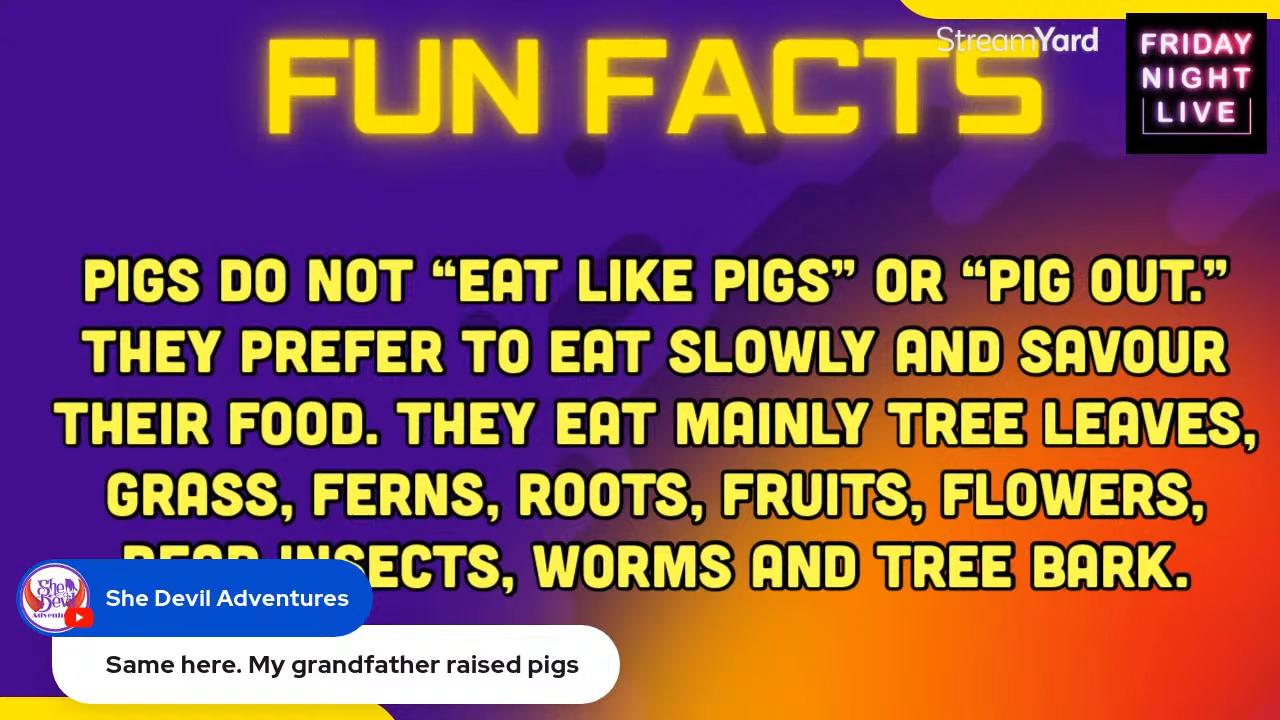 FUN FACTS
StreamYard
FRIDAY
NIGHT
LIVE
PIGS DO NOT “EAT LIKE PIGS” OR “PIG OUT.”
THEY PREFER TO EAT SLOWLY AND SAVOUR
THEIR FOOD. THEY EAT MAINLY TREE LEAVES,
GRASS, FERNS, ROOTS, FRUITS, FLOWERS,
DEAD INSECTS, WORMS AND TREE BARK.
She Devil Adventures
Same here. My grandfather raised pigs